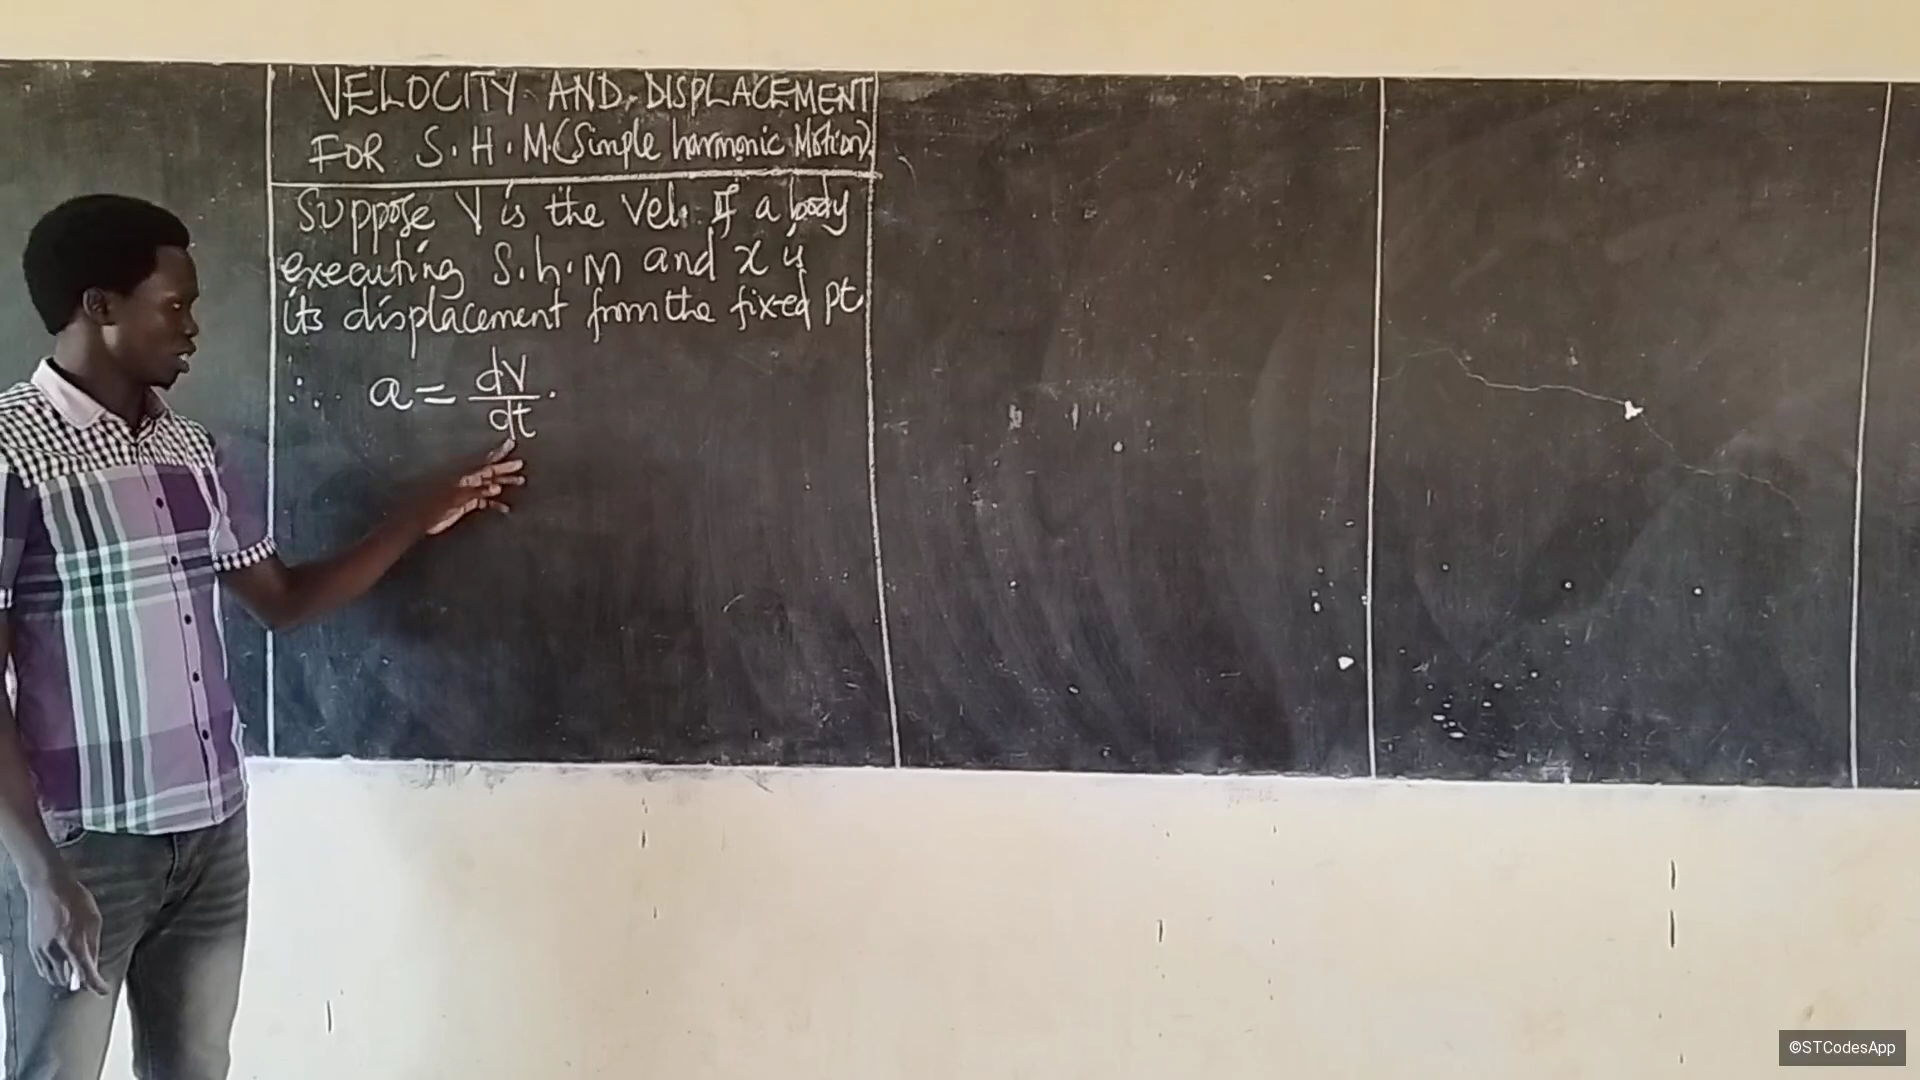 VELOCITY AND DISPLACEMENT
FOR S.H.M (Simple harmonic Motion)
Suppose V is the Vel. If a body
executing S.h.M and x is
its displacement from the fixed pt
∴ a = dV/dt.
©STCodesApp